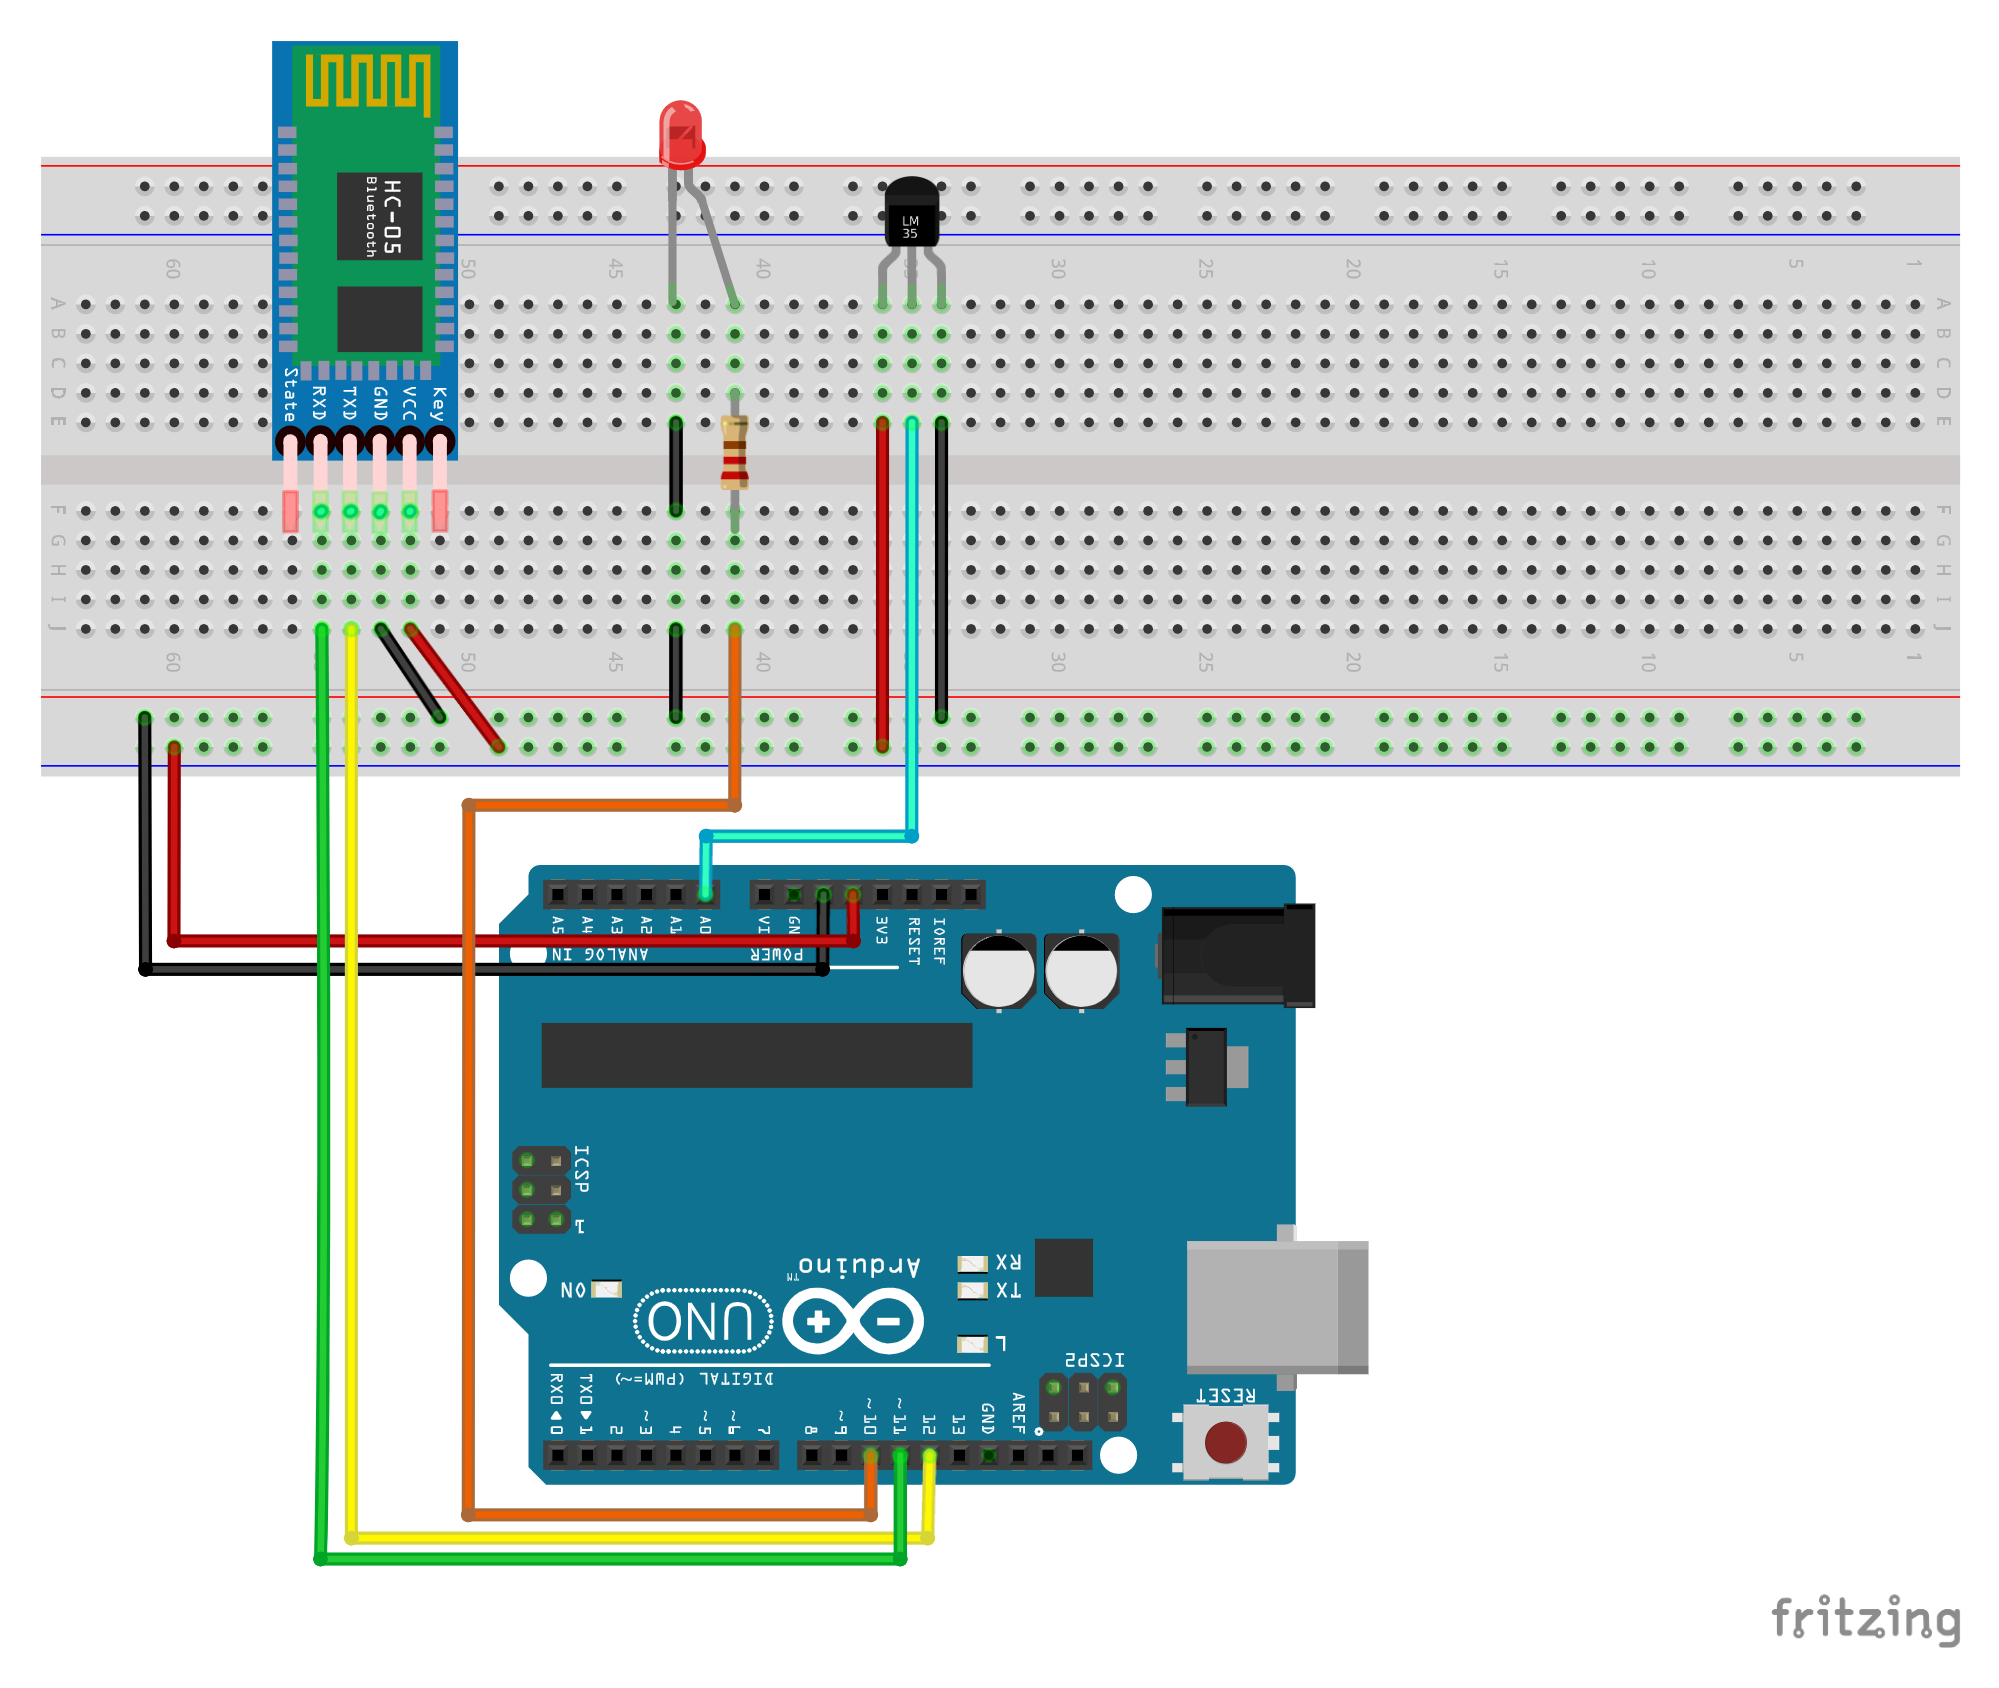 HC-05
Bluetooth
State
RXD
TXD
GND
VCC
Key
LM
35
60
50
45
40
30
25
20
15
10
5
1
A
B
C
D
E
F
G
H
I
J
A
B
C
D
E
F
G
H
I
J
60
50
45
40
30
25
20
15
10
5
1
A5
A4
A3
A2
A1
A0
VI
GN
3V3
RESET
IOREF
ANALOG IN
POWER
ICSP
1
Arduino
TM
UNO
ON
RX
TX
L
ICSP2
RESET
DIGITAL (PWM=~)
RX0◄0
TX0►1
2
~3
4
~5
~6
7
8
~9
~10
~11
12
13
GND
AREF
fritzing